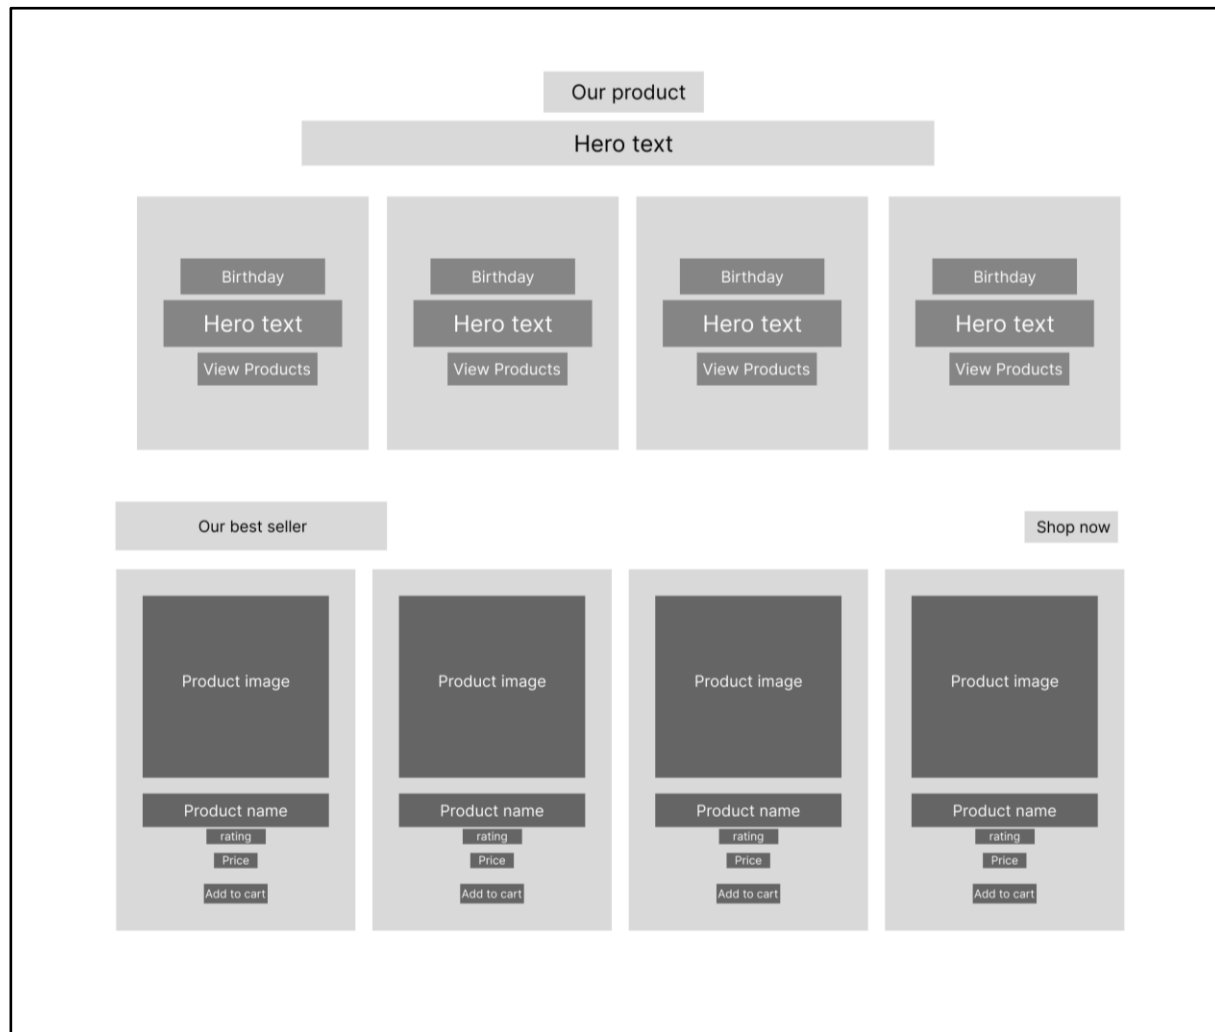 Our product
Hero text
Birthday
Hero text
View Products
Birthday
Hero text
View Products
Birthday
Hero text
View Products
Birthday
Hero text
View Products
Our best seller
Shop now
Product image
Product name
rating
Price
Add to cart
Product image
Product name
rating
Price
Add to cart
Product image
Product name
rating
Price
Add to cart
Product image
Product name
rating
Price
Add to cart